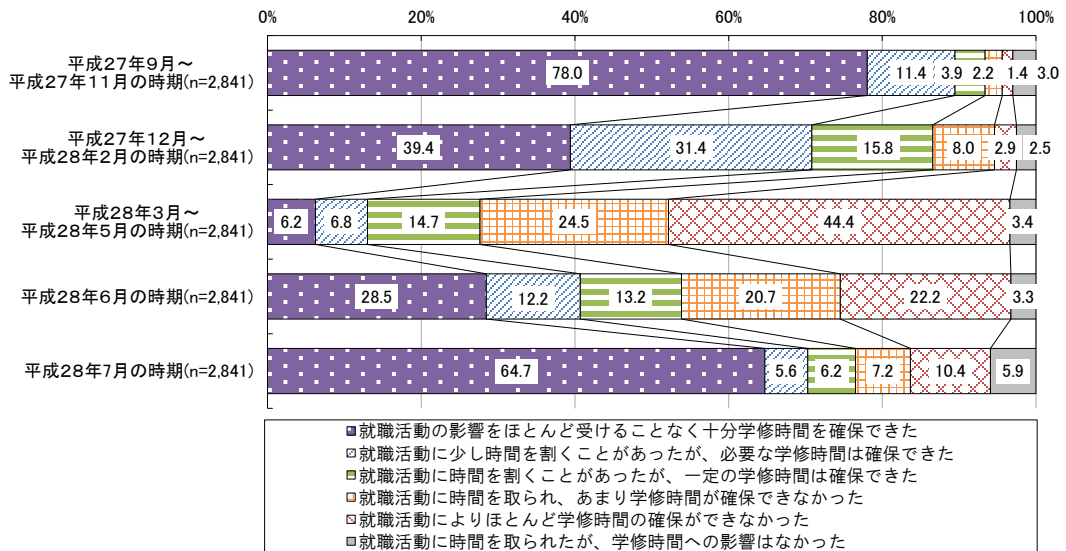 0% 20% 40% 60% 80% 100%
平成27年9月～
平成27年11月の時期(n=2,841)
78.0 11.4 3.9 2.2 1.4 3.0
平成27年12月～
平成28年2月の時期(n=2,841)
39.4 31.4 15.8 8.0 2.9 2.5
平成28年3月～
平成28年5月の時期(n=2,841)
6.2 6.8 14.7 24.5 44.4 3.4
平成28年6月の時期(n=2,841)
28.5 12.2 13.2 20.7 22.2 3.3
平成28年7月の時期(n=2,841)
64.7 5.6 6.2 7.2 10.4 5.9
就職活動の影響をほとんど受けることなく十分学修時間を確保できた
就職活動に少し時間を割くことがあったが、必要な学修時間は確保できた
就職活動に時間を割くことがあったが、一定の学修時間は確保できた
就職活動に時間を取られ、あまり学修時間が確保できなかった
就職活動によりほとんど学修時間の確保ができなかった
就職活動に時間を取られたが、学修時間への影響はなかった